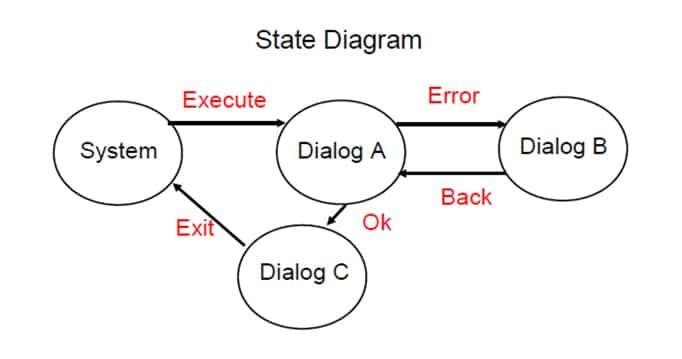 State Diagram
Execute
Error
System
Dialog A
Dialog B
Back
Exit
Ok
Dialog C